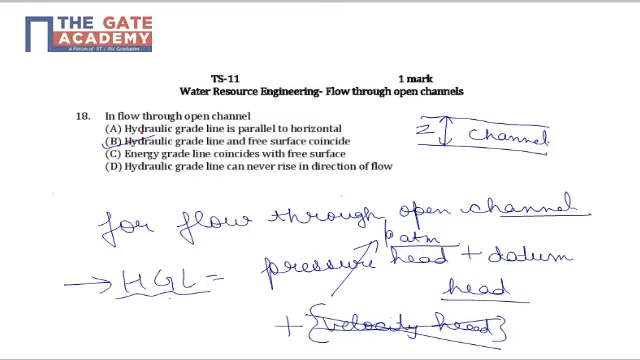 THE GATE
ACADEMY
A Forum of IIT / IISc Graduates
TS-11 1 mark
Water Resource Engineering- Flow through open channels
18. In flow through open channel
(A) Hydraulic grade line is parallel to horizontal
(B) Hydraulic grade line and free surface coincide
(C) Energy grade line coincides with free surface
(D) Hydraulic grade line can never rise in direction of flow
Z channel
for flow through open channel
p atm
→ HGL = pressure head + datum
head
+ {velocity head}